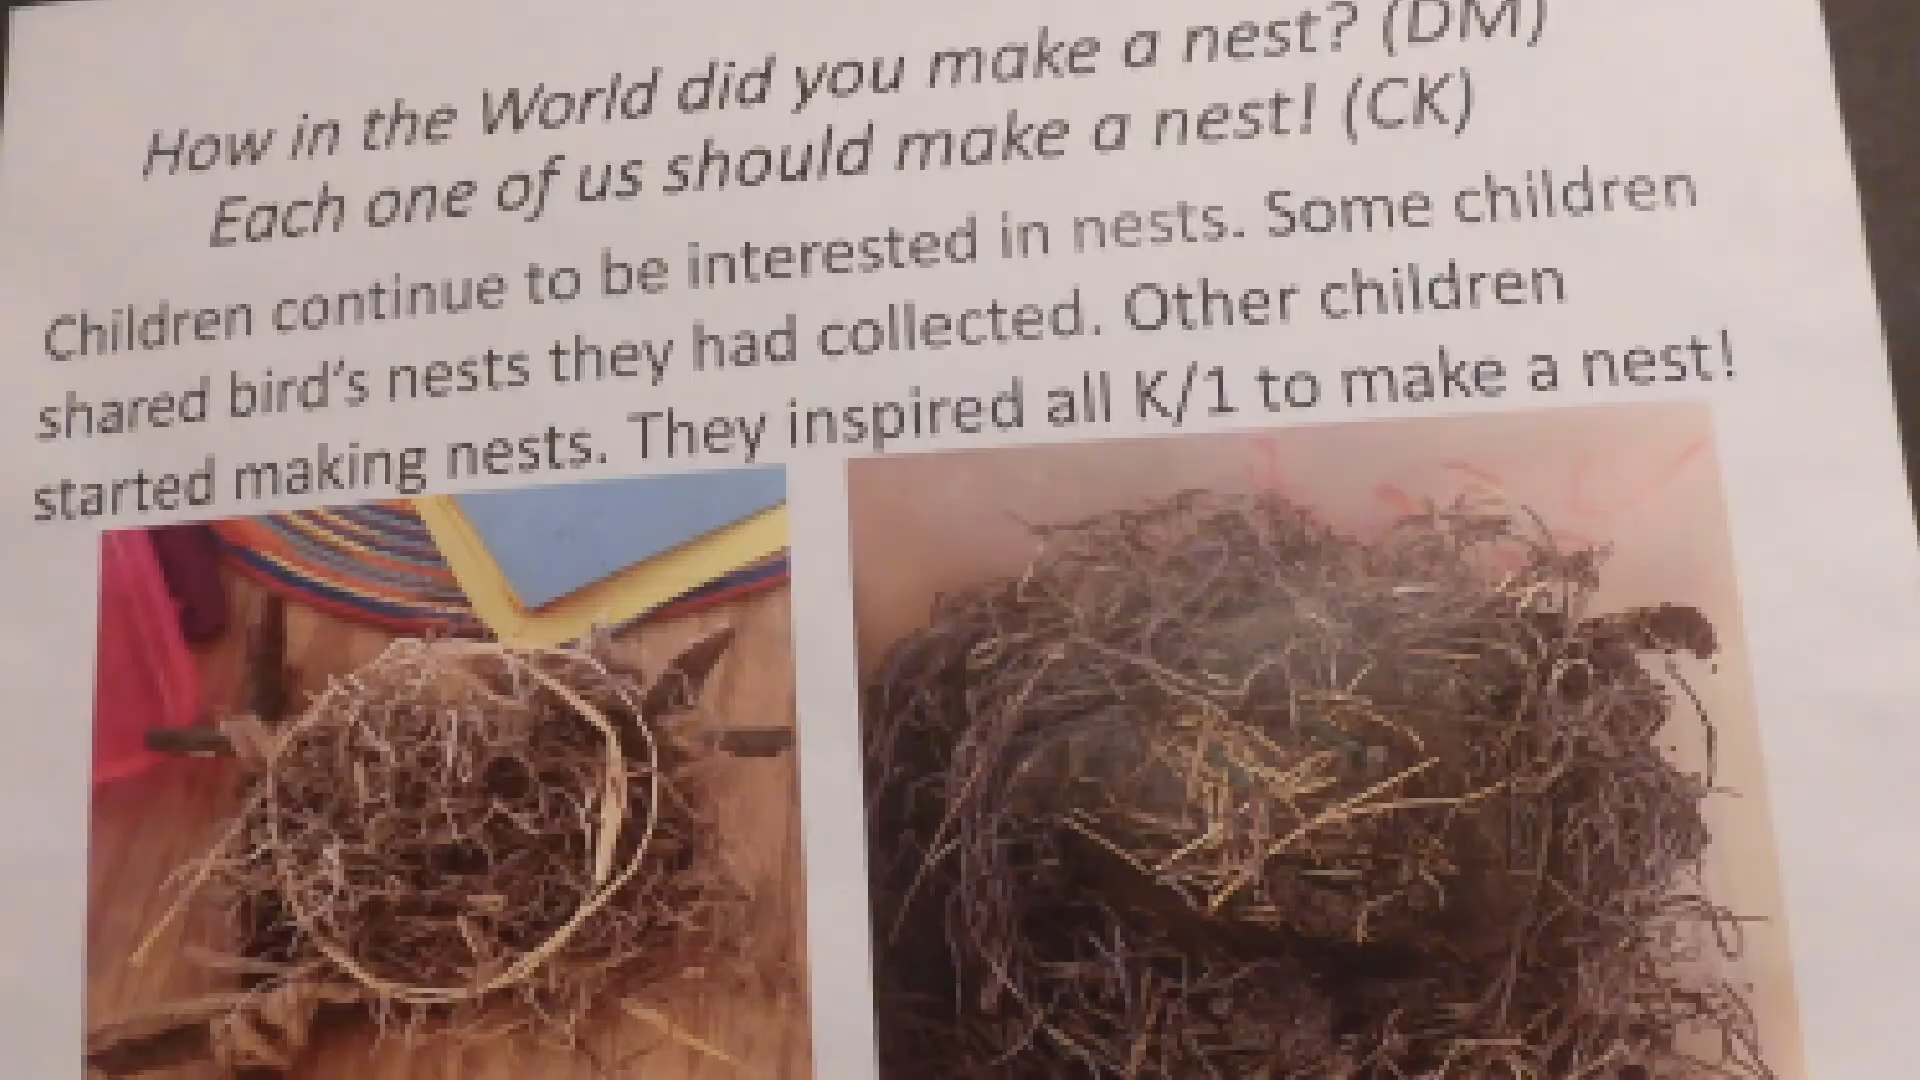 How in the World did you make a nest? (DM)
Each one of us should make a nest! (CK)
Children continue to be interested in nests. Some children
shared bird's nests they had collected. Other children
started making nests. They inspired all K/1 to make a nest!